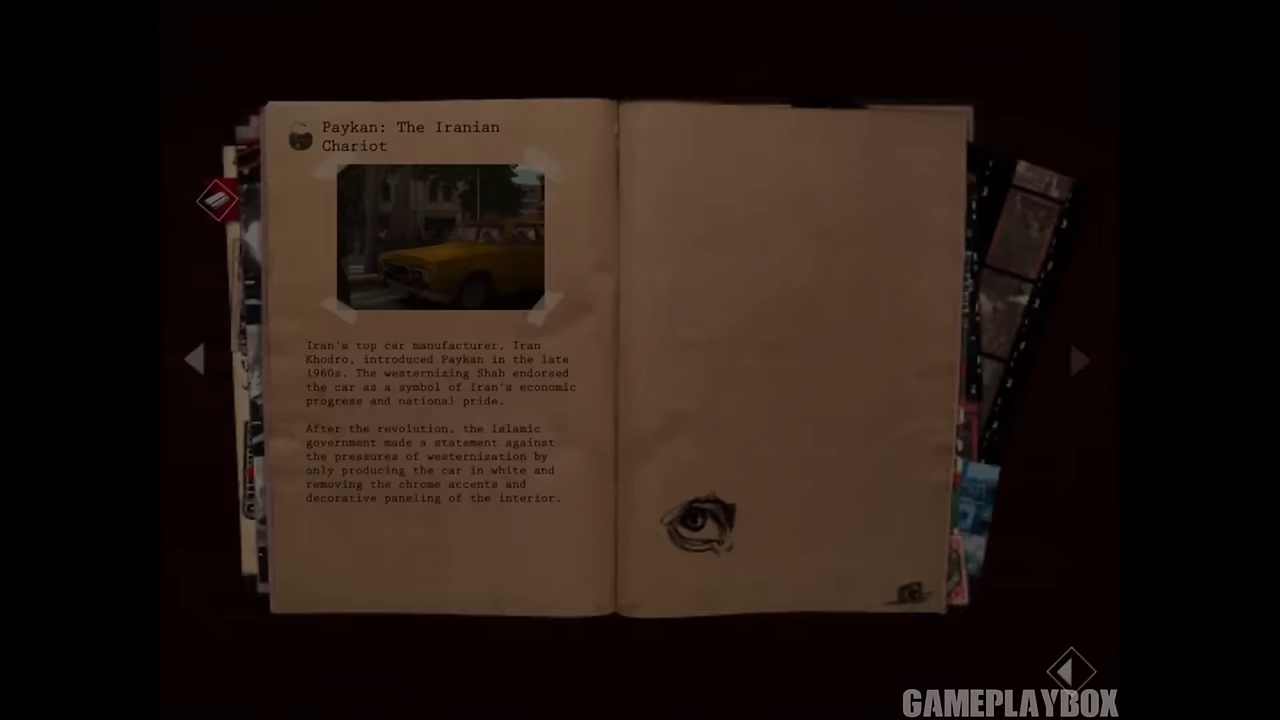 Paykan: The Iranian
Chariot
Iran's top car manufacturer, Iran
Khodro, introduced Paykan in the late
1960s. The westernizing Shah endorsed
the car as a symbol of Iran's economic
progress and national pride.
After the revolution, the Islamic
government made a statement against
the pressures of westernization by
only producing the car in white and
removing the chrome accents and
decorative paneling of the interior.
GAMEPLAYBOX